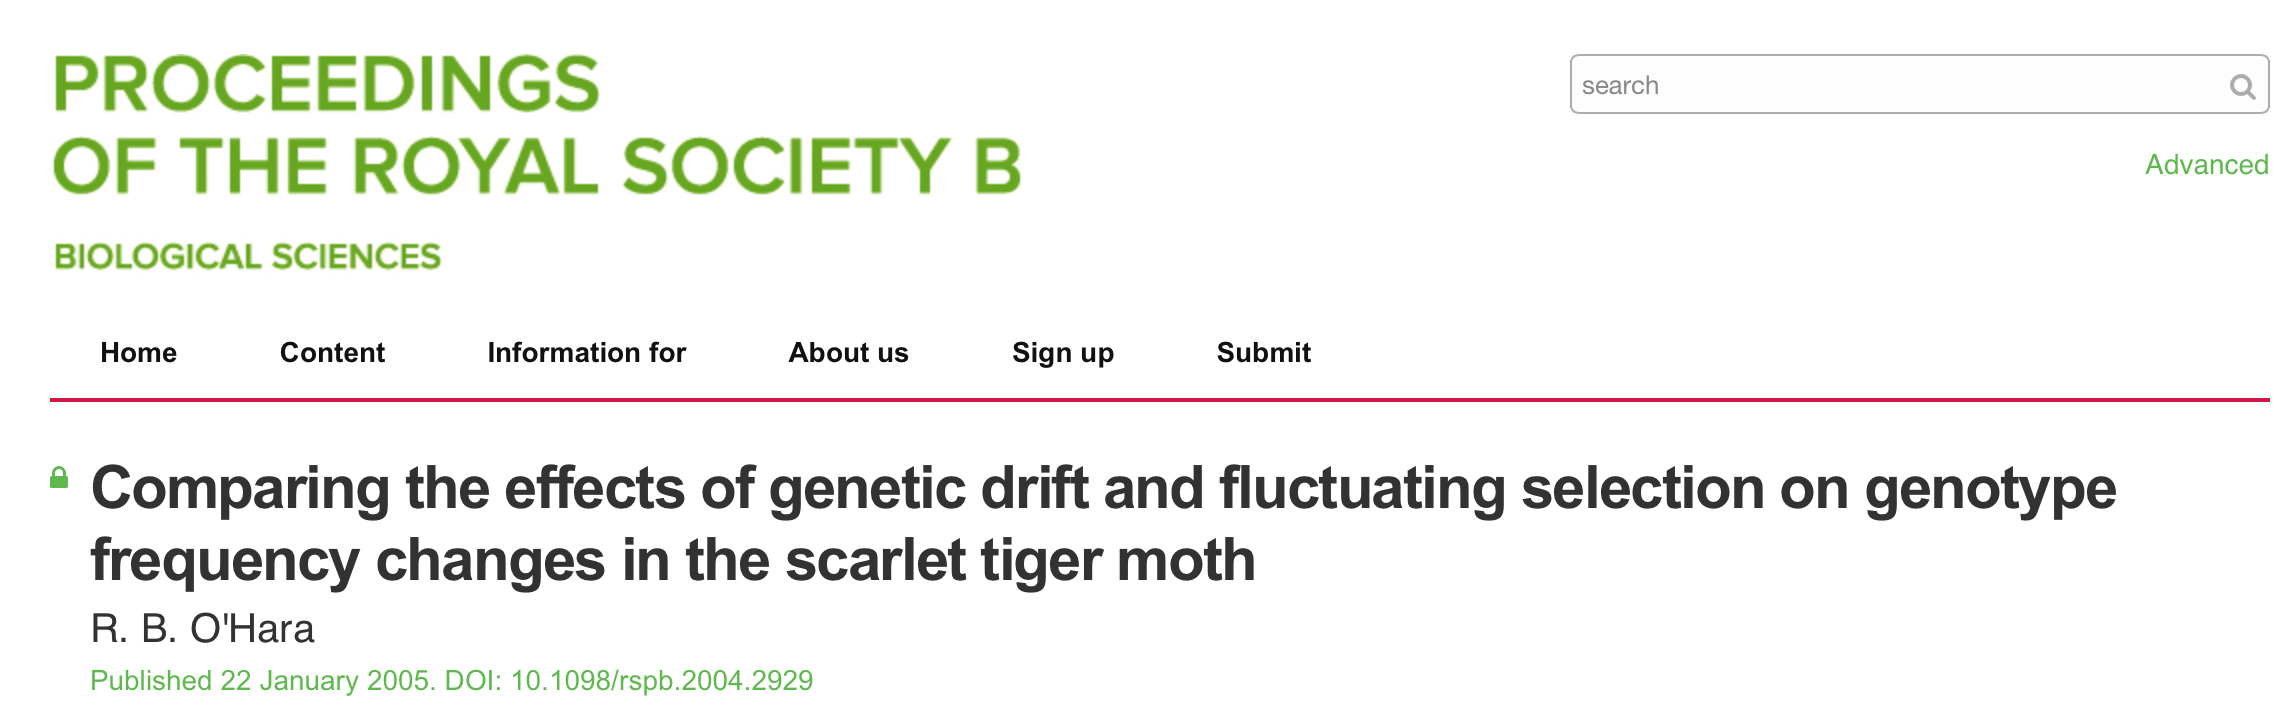 PROCEEDINGS
OF THE ROYAL SOCIETY B
BIOLOGICAL SCIENCES
search
Advanced
Home Content Information for About us Sign up Submit
Comparing the effects of genetic drift and fluctuating selection on genotype
frequency changes in the scarlet tiger moth
R. B. O'Hara
Published 22 January 2005. DOI: 10.1098/rspb.2004.2929